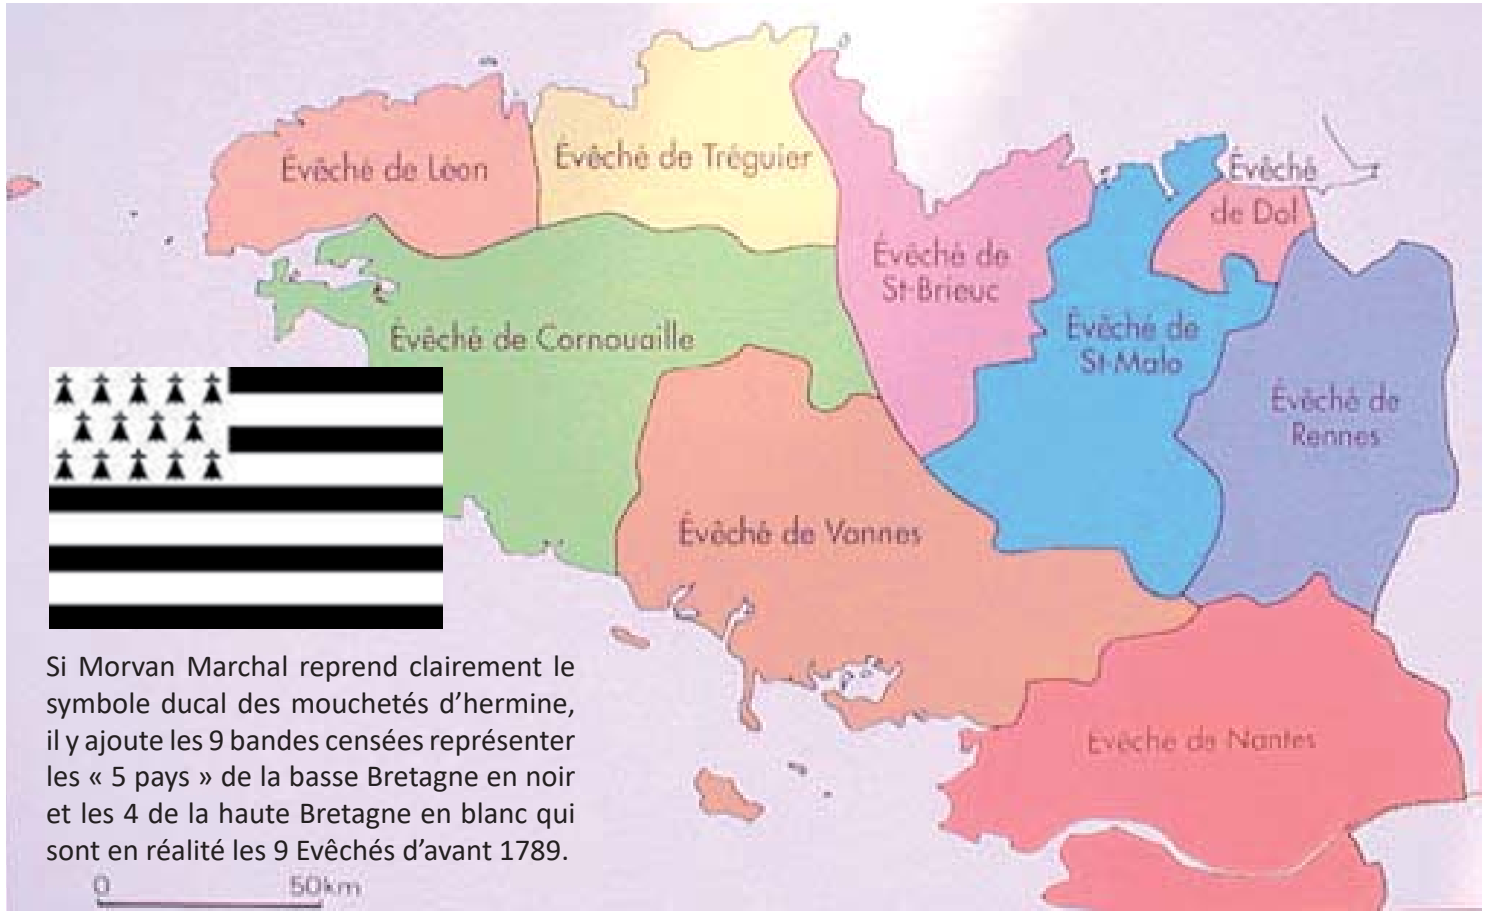 Évêché de Léon
Évêché de Tréguier
Évêché
de Dol
Évêché de
St-Brieuc
Évêché de
St-Malo
Évêché de Cornouaille
Évêché de
Rennes
Évêché de Vannes
Évêché de Nantes
Si Morvan Marchal reprend clairement le
symbole ducal des mouchetés d’hermine,
il y ajoute les 9 bandes censées représenter
les « 5 pays » de la basse Bretagne en noir
et les 4 de la haute Bretagne en blanc qui
sont en réalité les 9 Evêchés d’avant 1789.
0 50km